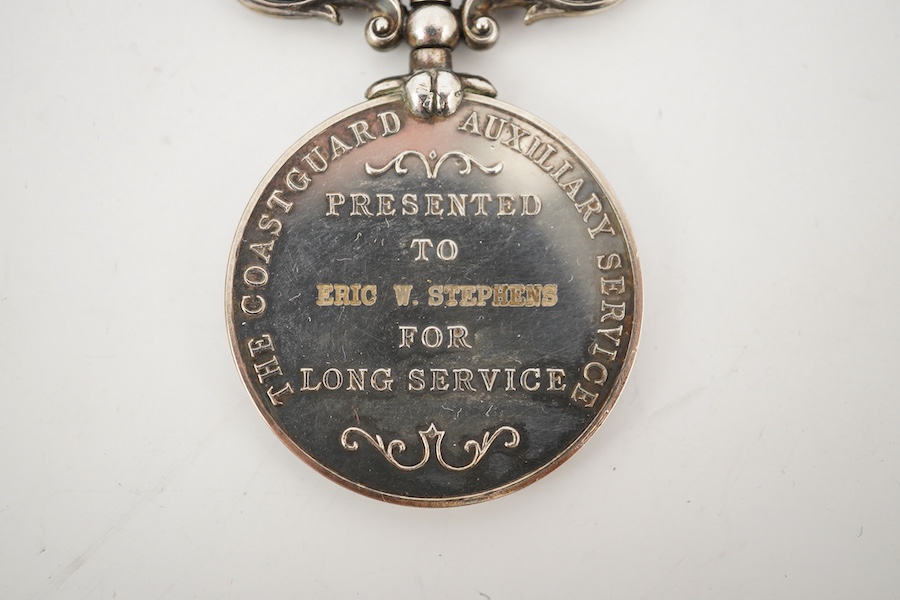 THE COASTGUARD AUXILIARY SERVICE
PRESENTED
TO
ERIC W. STEPHENS
FOR
LONG SERVICE